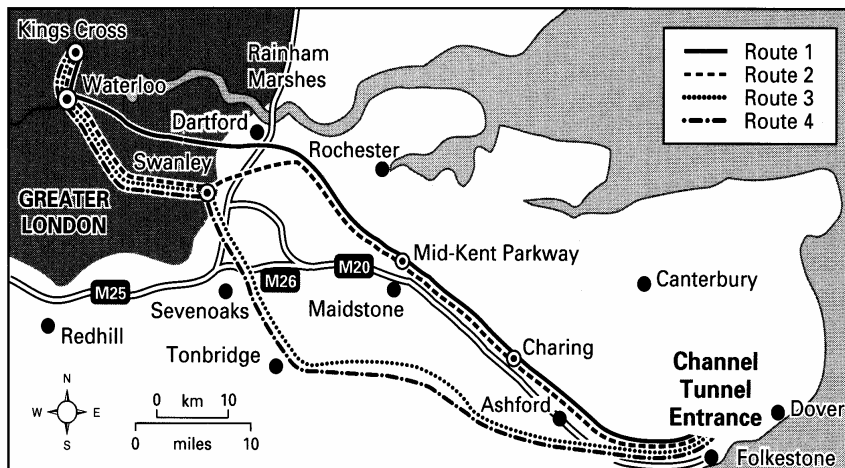 Kings Cross
Rainham
Marshes
Waterloo
Dartford
Swanley
Rochester
GREATER
LONDON
Route 1
Route 2
Route 3
Route 4
Mid-Kent Parkway
M20
M26
M25
Sevenoaks
Maidstone
Canterbury
Redhill
Tonbridge
Charing
Channel
Tunnel
Entrance
Ashford
Dover
Folkestone
N
W E
S
0 km 10
0 miles 10